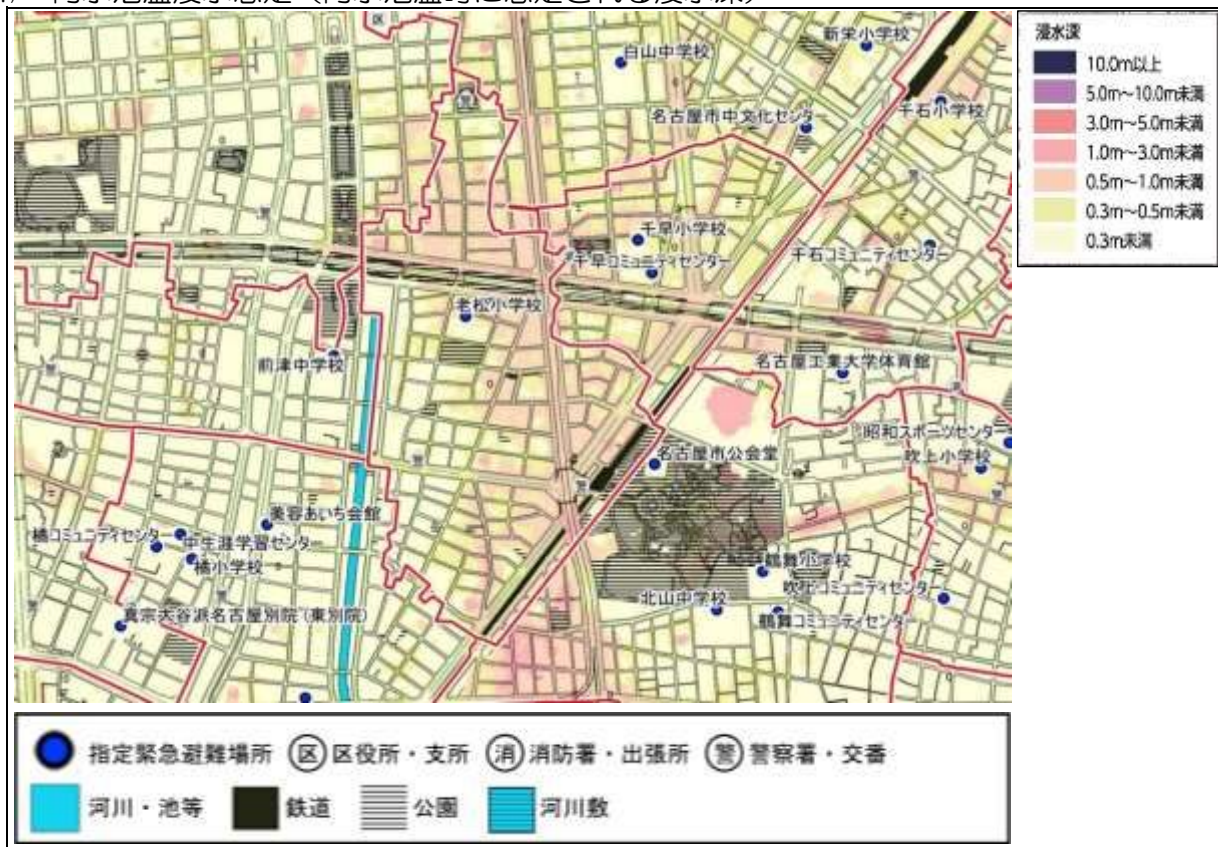 内水氾濫浸水想定（内水氾濫時に想定される浸水深）
浸水深
10.0m以上
5.0m～10.0m未満
3.0m～5.0m未満
1.0m～3.0m未満
0.5m～1.0m未満
0.3m～0.5m未満
0.3m未満
区
白山中学校
新栄小学校
千石小学校
名古屋市中文化センター
千早小学校
千早コミュニティセンター
千石コミュニティセンター
老松小学校
前津中学校
名古屋工業大学体育館
昭和スポーツセンター
吹上小学校
名古屋市公会堂
美容あいち会館
橘コミュニティセンター
中生涯学習センター
橘小学校
真宗大谷派名古屋別院（東別院）
鶴舞小学校
吹上コミュニティセンター
北山中学校
鶴舞コミュニティセンター
指定緊急避難場所 区 区役所・支所 消 消防署・出張所 警 警察署・交番
河川・池等 鉄道 公園 河川敷